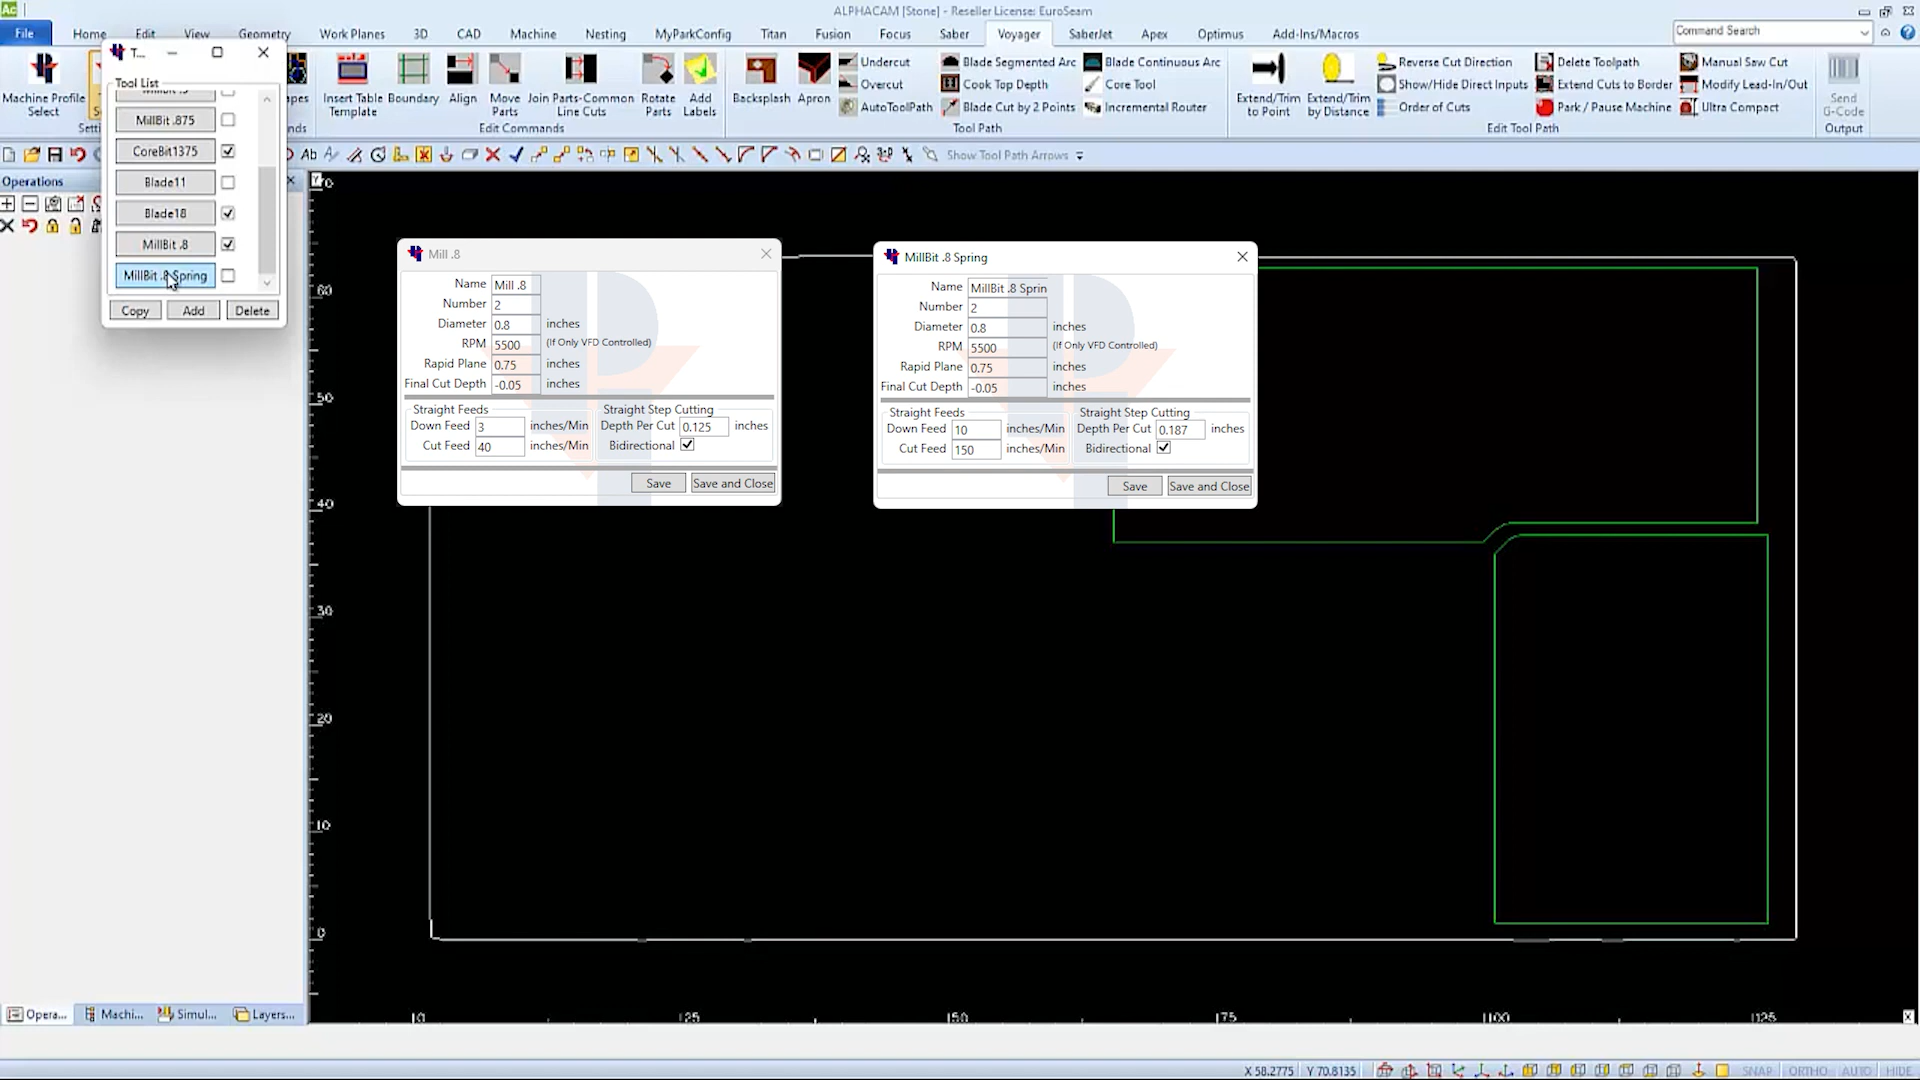 ALPHACAM [Stone] - Reseller License: EuroSeam
File Home Edit View Geometry Work Planes 3D CAD Machine Nesting MyParkConfig Titan Fusion Focus Saber Voyager SaberJet Apex Optimus Add-Ins/Macros
Command Search
Machine Profile
Select
Insert Table
Template
Boundary
Align
Move
Parts
Join Parts-Common
Line Cuts
Rotate
Parts
Add
Labels
Edit Commands
Backsplash
Apron
Undercut
Overcut
AutoToolPath
Blade Segmented Arc
Cook Top Depth
Blade Cut by 2 Points
Blade Continuous Arc
Core Tool
Incremental Router
Tool Path
Extend/Trim
to Point
Extend/Trim
by Distance
Reverse Cut Direction
Show/Hide Direct Inputs
Order of Cuts
Delete Toolpath
Extend Cuts to Border
Park / Pause Machine
Manual Saw Cut
Modify Lead-In/Out
Ultra Compact
Edit Tool Path
Send
G-Code
Output
Show Tool Path Arrows
Operations
T...
Tool List
MillBit .875
CoreBit1375
Blade11
Blade18
MillBit .8
MillBit .8 Spring
Copy Add Delete
Mill .8
Name Mill .8
Number 2
Diameter 0.8 inches
RPM 5500 (If Only VFD Controlled)
Rapid Plane 0.75 inches
Final Cut Depth -0.05 inches
Straight Feeds
Down Feed 3 inches/Min
Cut Feed 40 inches/Min
Straight Step Cutting
Depth Per Cut 0.125 inches
Bidirectional
Save Save and Close
MillBit .8 Spring
Name MillBit .8 Sprin
Number 2
Diameter 0.8 inches
RPM 5500 (If Only VFD Controlled)
Rapid Plane 0.75 inches
Final Cut Depth -0.05 inches
Straight Feeds
Down Feed 10 inches/Min
Cut Feed 150 inches/Min
Straight Step Cutting
Depth Per Cut 0.187 inches
Bidirectional
Save Save and Close
60
50
40
30
20
10
0
0 25 50 75 100 125
Opera... Machi... Simul... Layers...
X 58.2775 Y 70.8135 SNAP ORTHO AUTO HIDE